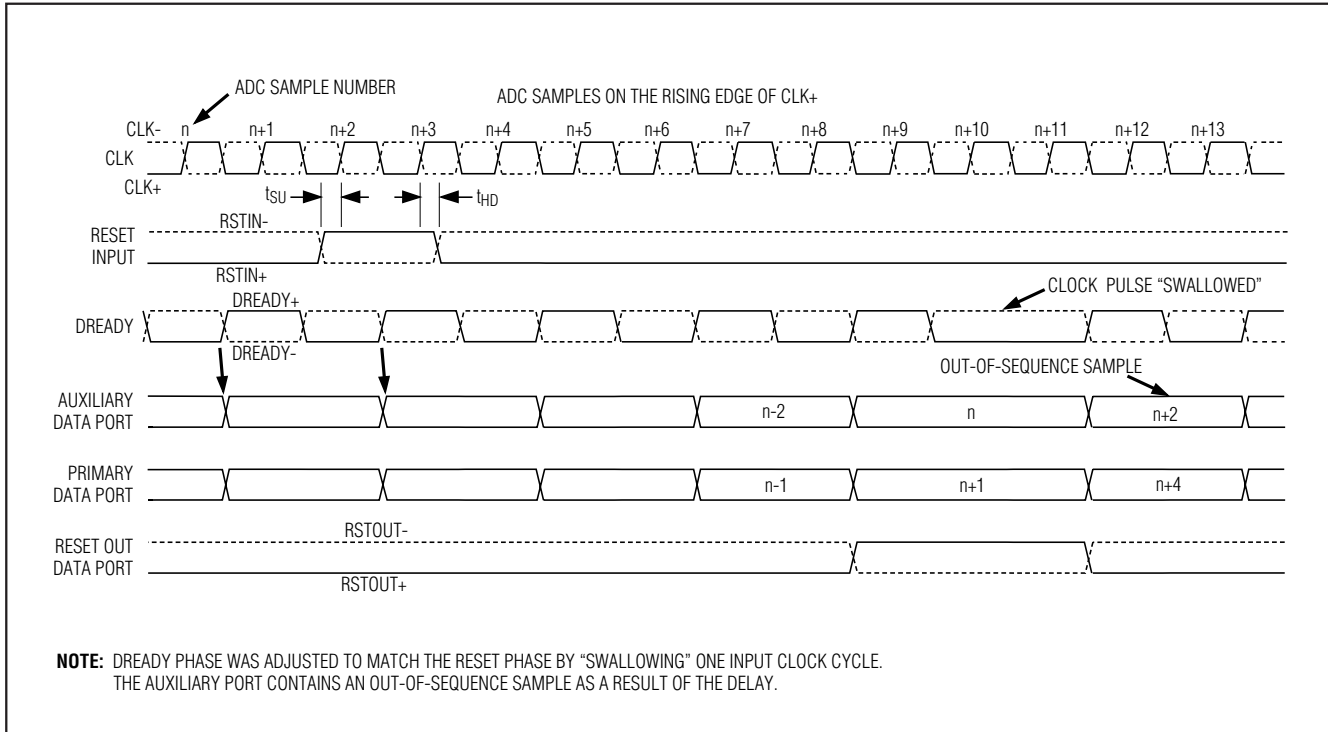 ADC SAMPLE NUMBER
ADC SAMPLES ON THE RISING EDGE OF CLK+
CLK- n n+1 n+2 n+3 n+4 n+5 n+6 n+7 n+8 n+9 n+10 n+11 n+12 n+13
CLK
CLK+
tSU tHD
RSTIN-
RESET
INPUT
RSTIN+
CLOCK PULSE “SWALLOWED”
DREADY+
DREADY
DREADY-
OUT-OF-SEQUENCE SAMPLE
AUXILIARY
DATA PORT
n-2 n n+2
PRIMARY
DATA PORT
n-1 n+1 n+4
RSTOUT-
RESET OUT
DATA PORT
RSTOUT+
NOTE: DREADY PHASE WAS ADJUSTED TO MATCH THE RESET PHASE BY “SWALLOWING” ONE INPUT CLOCK CYCLE.
THE AUXILIARY PORT CONTAINS AN OUT-OF-SEQUENCE SAMPLE AS A RESULT OF THE DELAY.